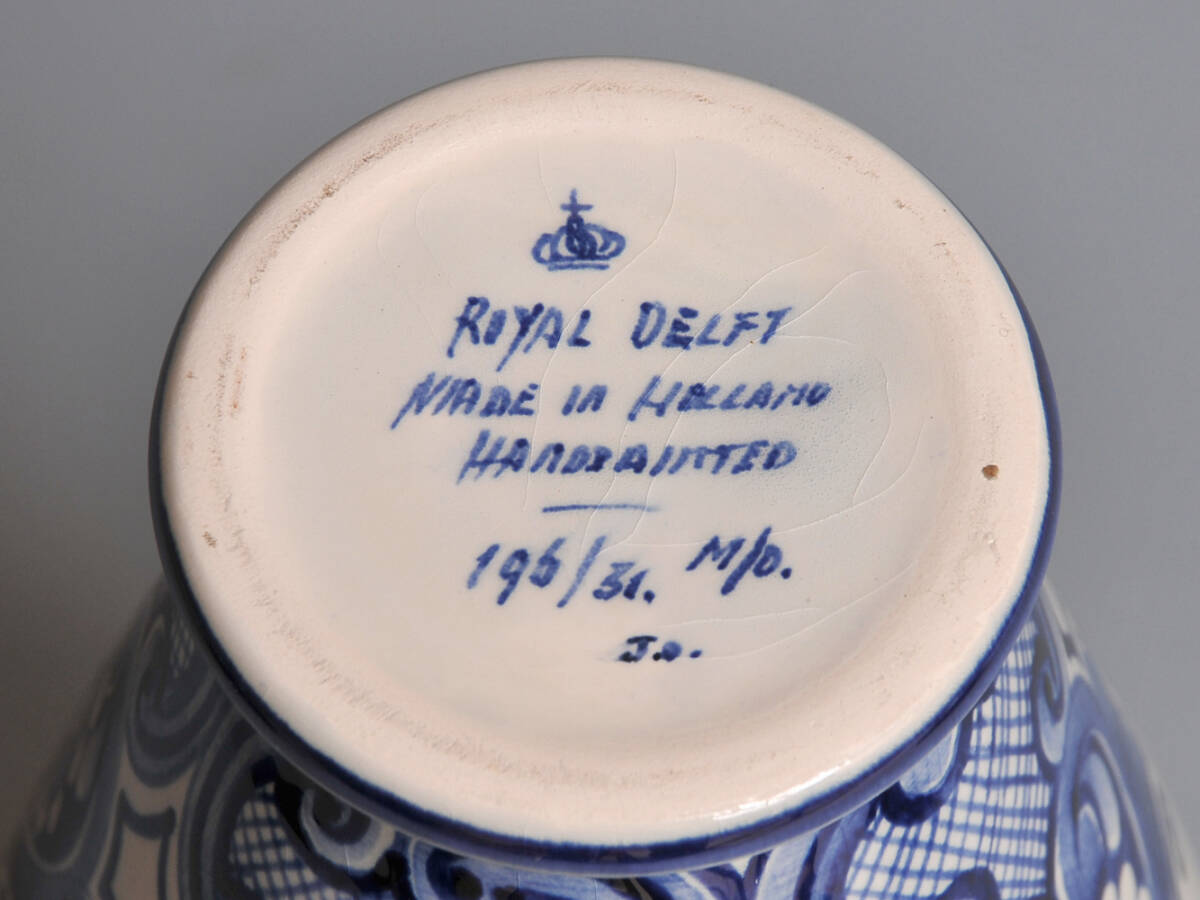 ROYAL DELFT
MADE IN HOLLAND
HANDPAINTED
196/31. M/D.
J.D.